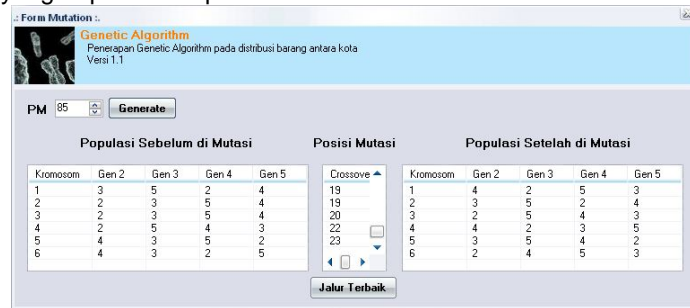 .: Form Mutation :.
Genetic Algorithm
Penerapan Genetic Algorithm pada distribusi barang antara kota
Versi 1.1
PM 85 Generate
Populasi Sebelum di Mutasi Posisi Mutasi Populasi Setelah di Mutasi
Kromosom Gen 2 Gen 3 Gen 4 Gen 5 Crossove Kromosom Gen 2 Gen 3 Gen 4 Gen 5
1 3 5 2 4 19 1 4 2 5 3
2 2 3 5 4 19 2 3 5 2 4
3 2 3 5 4 20 3 2 5 4 3
4 2 5 4 3 22 4 4 2 3 5
5 4 3 5 2 23 5 3 5 4 2
6 4 3 2 5 6 2 4 5 3
Jalur Terbaik